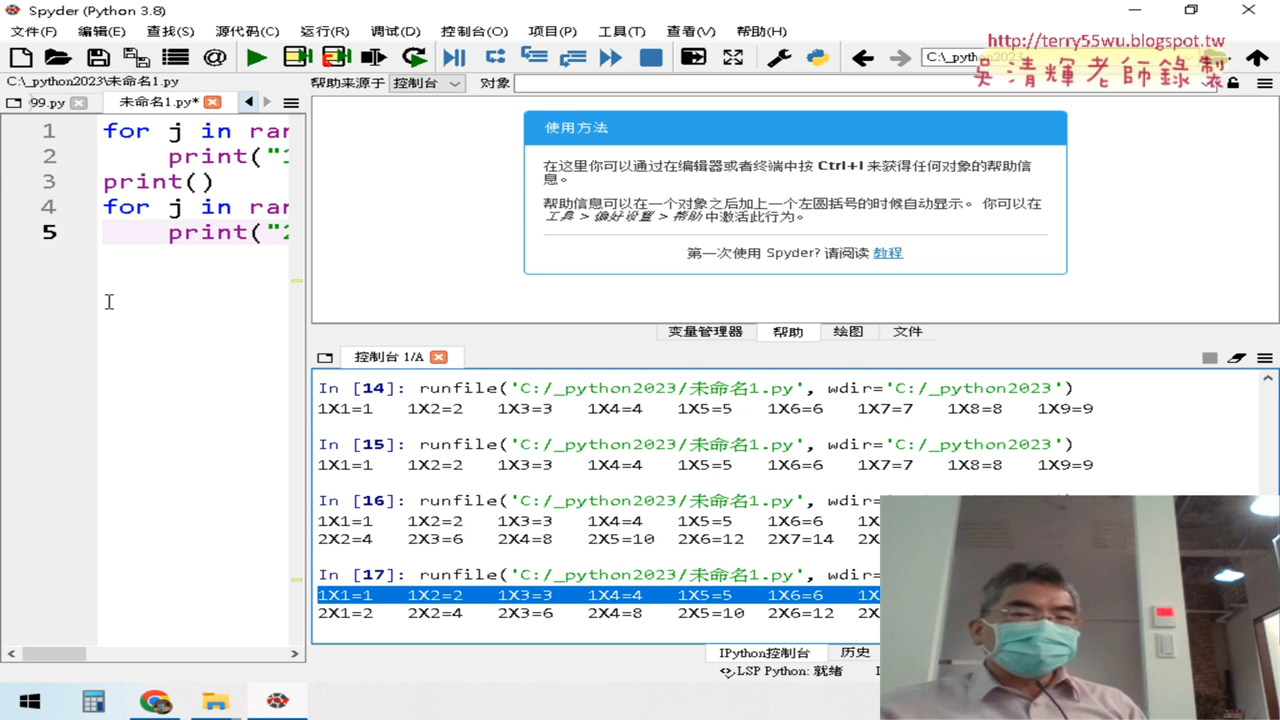 Spyder (Python 3.8)
文件(F) 编辑(E) 查找(S) 源代码(C) 运行(R) 调试(D) 控制台(O) 项目(P) 工具(T) 查看(V) 帮助(H)
http://terry55wu.blogspot.tw
吳清輝老師錄製
C:\_python2023
C:\_python2023\未命名1.py
帮助来源于 控制台 对象
99.py 未命名1.py*
1 for j in ran
2 print("1
3 print()
4 for j in ran
5 print("2
使用方法
在这里你可以通过在编辑器或者终端中按 Ctrl+I 来获得任何对象的帮助信
息。
帮助信息可以在一个对象之后加上一个左圆括号的时候自动显示。 你可以在
工具 > 偏好设置 > 帮助 中激活此行为。
第一次使用 Spyder? 请阅读 教程
变量管理器 帮助 绘图 文件
控制台 1/A
In [14]: runfile('C:/_python2023/未命名1.py', wdir='C:/_python2023')
1X1=1 1X2=2 1X3=3 1X4=4 1X5=5 1X6=6 1X7=7 1X8=8 1X9=9
In [15]: runfile('C:/_python2023/未命名1.py', wdir='C:/_python2023')
1X1=1 1X2=2 1X3=3 1X4=4 1X5=5 1X6=6 1X7=7 1X8=8 1X9=9
In [16]: runfile('C:/_python2023/未命名1.py', wdir=
1X1=1 1X2=2 1X3=3 1X4=4 1X5=5 1X6=6 1X
2X2=4 2X3=6 2X4=8 2X5=10 2X6=12 2X7=14 2X
In [17]: runfile('C:/_python2023/未命名1.py', wdir=
1X1=1 1X2=2 1X3=3 1X4=4 1X5=5 1X6=6 1X
2X1=2 2X2=4 2X3=6 2X4=8 2X5=10 2X6=12 2X
IPython控制台 历史
LSP Python: 就绪